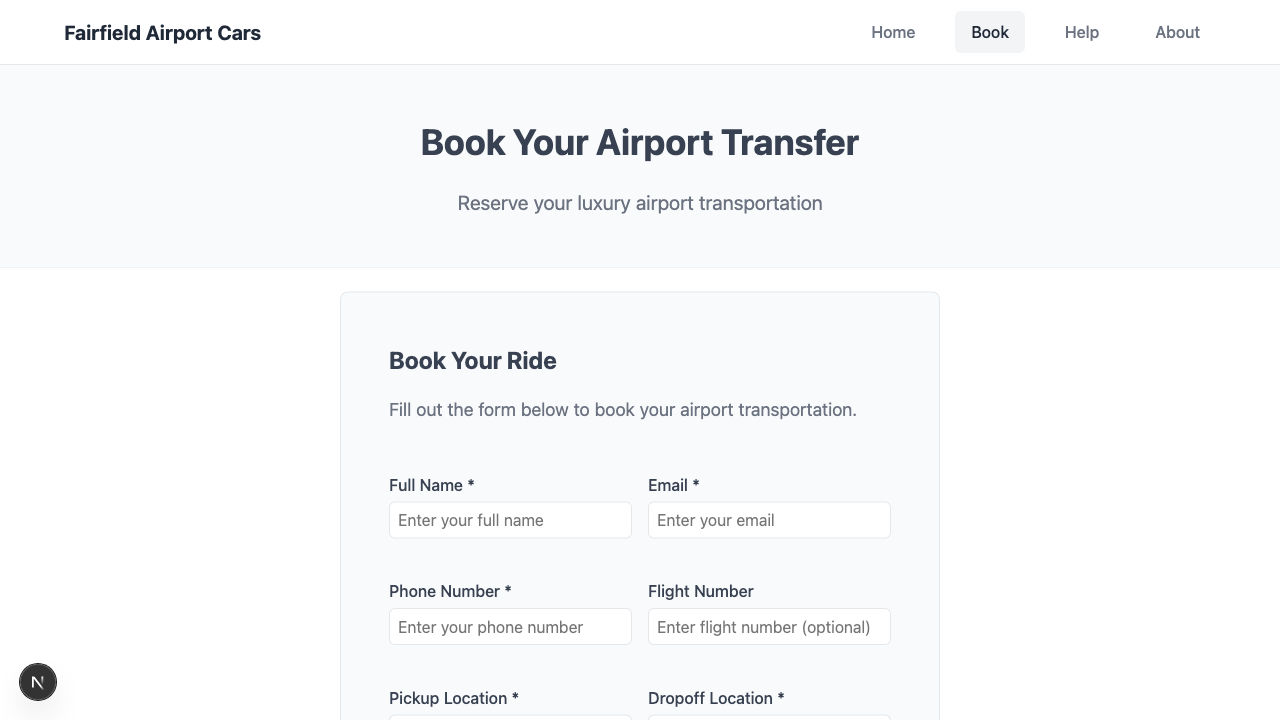 Fairfield Airport Cars
Home
Book
Help
About
Book Your Airport Transfer
Reserve your luxury airport transportation
Book Your Ride
Fill out the form below to book your airport transportation.
Full Name *
Email *
Enter your full name
Enter your email
Phone Number *
Flight Number
Enter your phone number
Enter flight number (optional)
Pickup Location *
Dropoff Location *
N